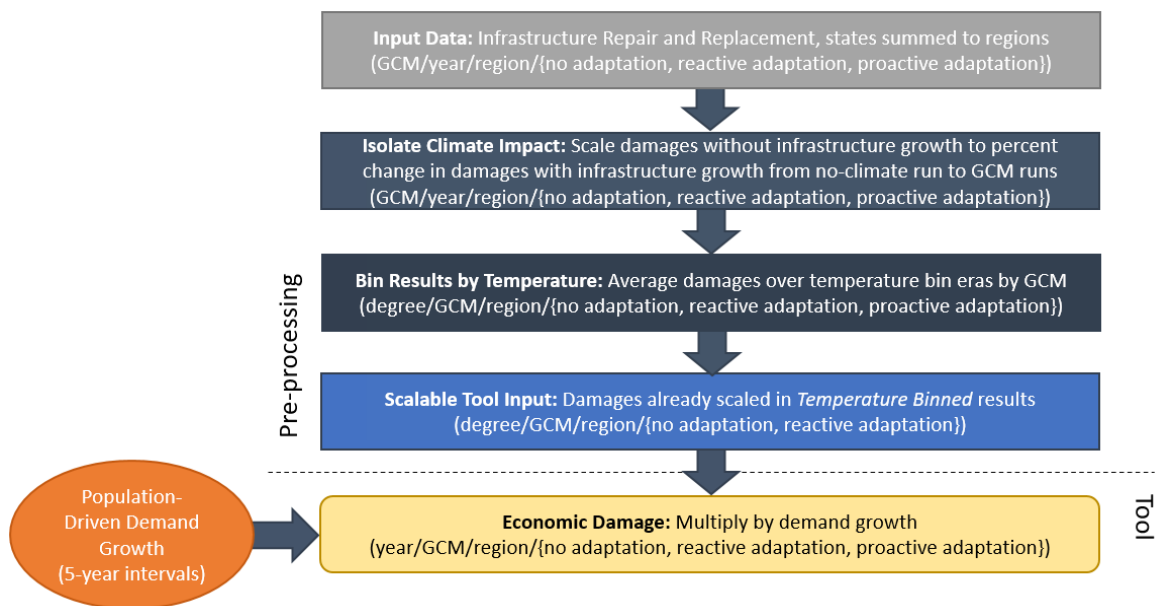 Input Data: Infrastructure Repair and Replacement, states summed to regions
(GCM/year/region/{no adaptation, reactive adaptation, proactive adaptation})
Isolate Climate Impact: Scale damages without infrastructure growth to percent
change in damages with infrastructure growth from no-climate run to GCM runs
(GCM/year/region/{no adaptation, reactive adaptation, proactive adaptation})
Bin Results by Temperature: Average damages over temperature bin eras by GCM
(degree/GCM/region/{no adaptation, reactive adaptation, proactive adaptation})
Pre-processing
Scalable Tool Input: Damages already scaled in Temperature Binned results
(degree/GCM/region/{no adaptation, reactive adaptation})
Population-
Driven Demand
Growth
(5-year intervals)
Economic Damage: Multiply by demand growth
(year/GCM/region/{no adaptation, reactive adaptation, proactive adaptation})
Tool